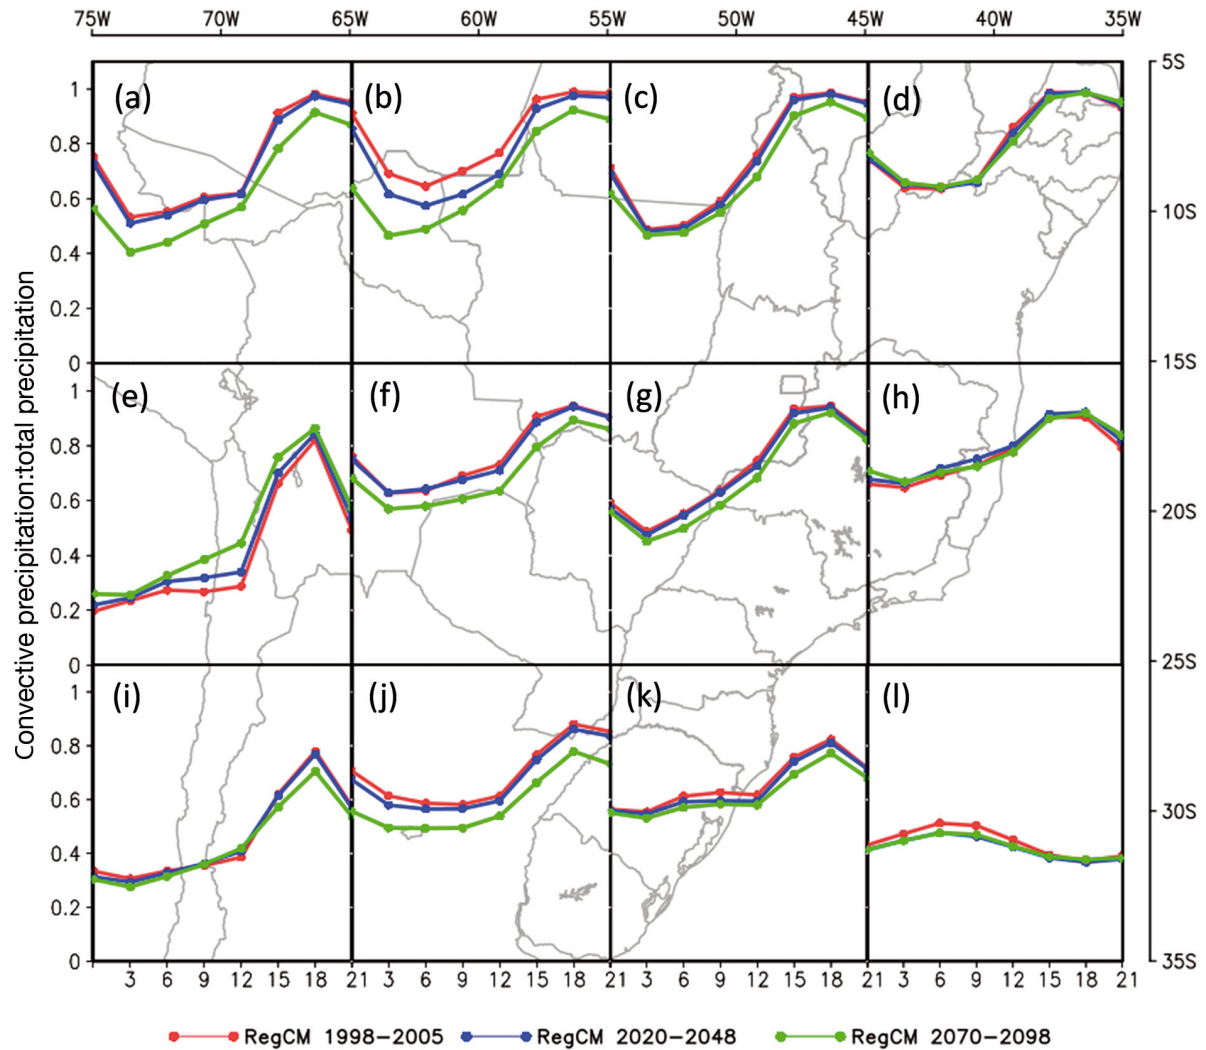 75W 70W 65W 60W 55W 50W 45W 40W 35W
5S
10S
15S
20S
25S
30S
35S
Convective precipitation:total precipitation
1
0.8
0.6
0.4
0.2
0
(a) (b) (c) (d)
1
0.8
0.6
0.4
0.2
0
(e) (f) (g) (h)
1
0.8
0.6
0.4
0.2
0
(i) (j) (k) (l)
3 6 9 12 15 18 21 3 6 9 12 15 18 21 3 6 9 12 15 18 21 3 6 9 12 15 18 21
RegCM 1998-2005 RegCM 2020-2048 RegCM 2070-2098